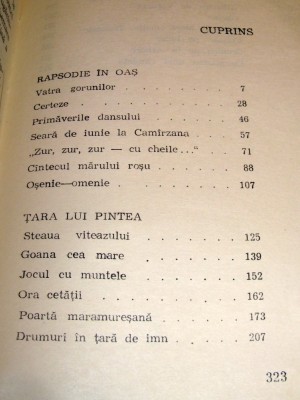 CUPRINS
RAPSODIE ÎN OAȘ
Vatra gorunilor . . . . . . . 7
Certeze . . . . . . . . 28
Primăverile dansului . . . . . 46
Seară de iunie la Camîrzana . . . . 57
„Zur, zur, zur — cu cheile...“ . . . 71
Cîntecul mărului roșu . . . . . 88
Oșenie—omenie . . . . . . 107
ȚARA LUI PINTEA
Steaua viteazului . . . . . . 125
Goana cea mare . . . . . . 139
Jocul cu muntele . . . . . . 152
Ora cetății . . . . . . . 162
Poartă maramureșană . . . . . 173
Drumuri în țară de imn . . . . . 207
323